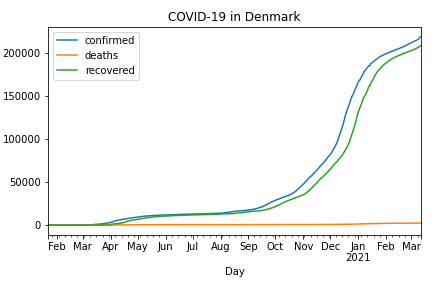 COVID-19 in Denmark
confirmed
deaths
recovered
200000
150000
100000
50000
0
Feb Mar Apr May Jun Jul Aug Sep Oct Nov Dec Jan Feb Mar
2021
Day